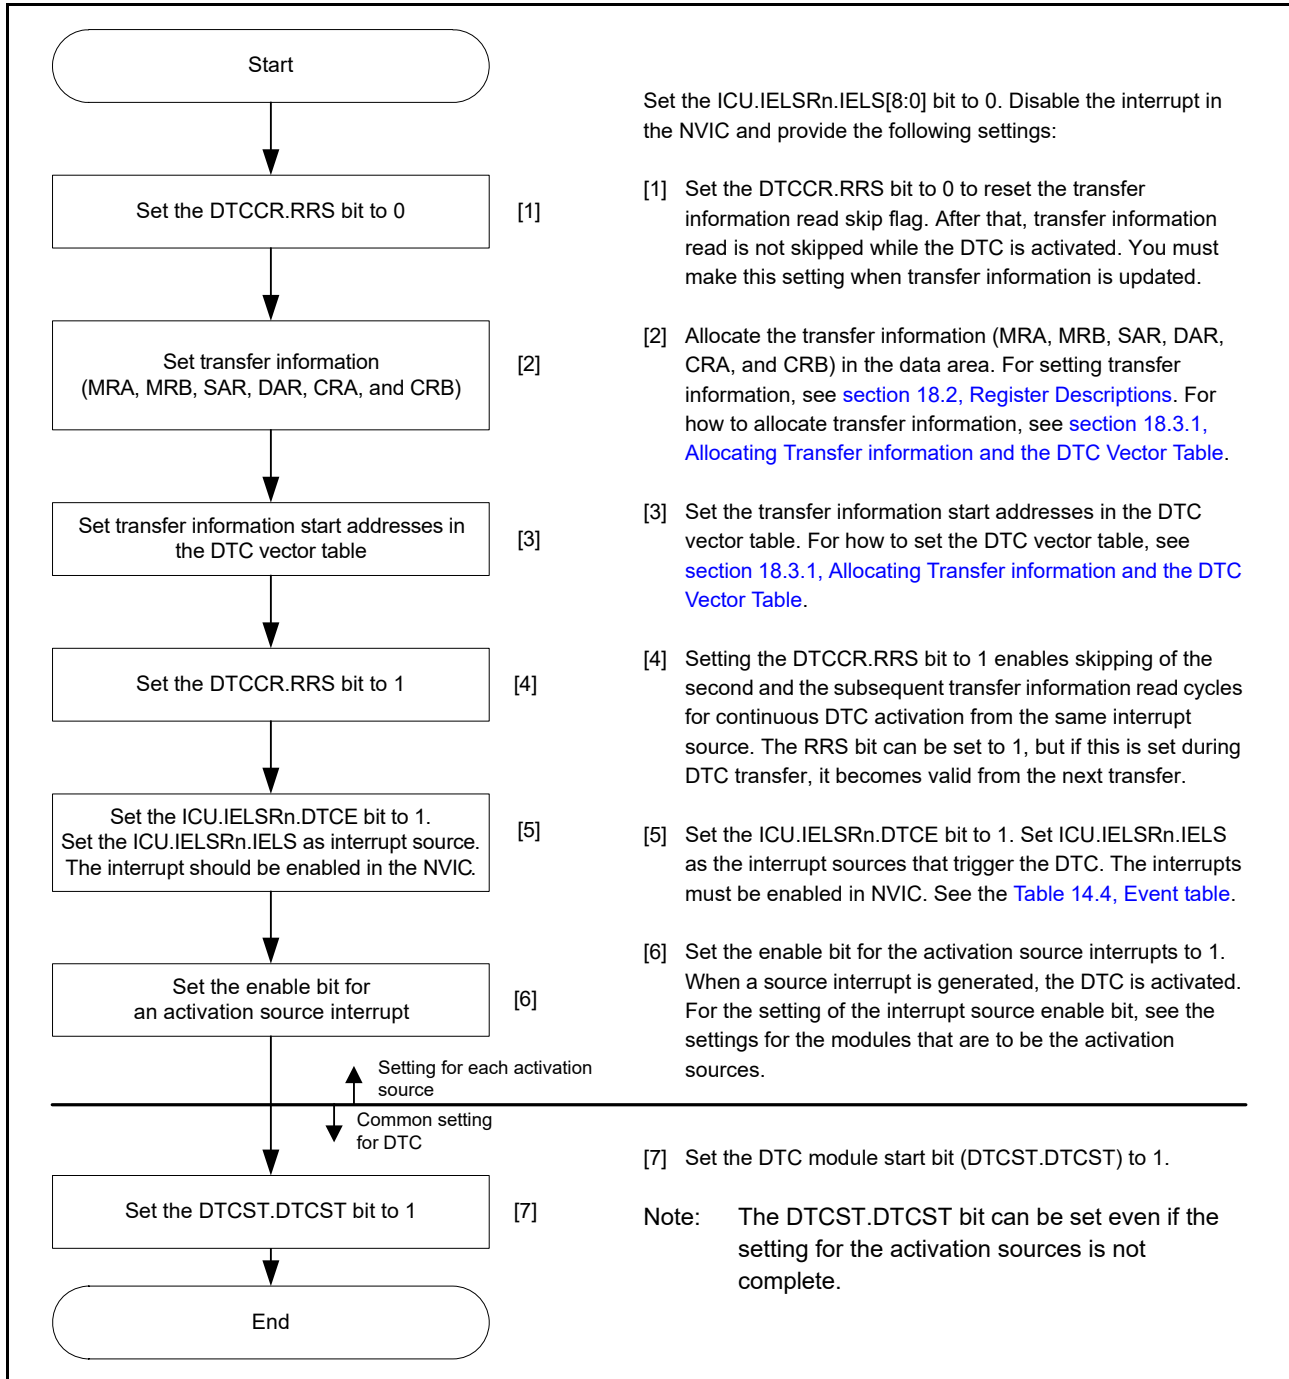 Start
Set the DTCCR.RRS bit to 0
[1]
Set transfer information
(MRA, MRB, SAR, DAR, CRA, and CRB)
[2]
Set transfer information start addresses in
the DTC vector table
[3]
Set the DTCCR.RRS bit to 1
[4]
Set the ICU.IELSRn.DTCE bit to 1.
Set the ICU.IELSRn.IELS as interrupt source.
The interrupt should be enabled in the NVIC.
[5]
Set the enable bit for
an activation source interrupt
[6]
Setting for each activation
source
Common setting
for DTC
Set the DTCST.DTCST bit to 1
[7]
End
Set the ICU.IELSRn.IELS[8:0] bit to 0. Disable the interrupt in
the NVIC and provide the following settings:
[1] Set the DTCCR.RRS bit to 0 to reset the transfer
information read skip flag. After that, transfer information
read is not skipped while the DTC is activated. You must
make this setting when transfer information is updated.
[2] Allocate the transfer information (MRA, MRB, SAR, DAR,
CRA, and CRB) in the data area. For setting transfer
information, see section 18.2, Register Descriptions. For
how to allocate transfer information, see section 18.3.1,
Allocating Transfer information and the DTC Vector Table.
[3] Set the transfer information start addresses in the DTC
vector table. For how to set the DTC vector table, see
section 18.3.1, Allocating Transfer information and the DTC
Vector Table.
[4] Setting the DTCCR.RRS bit to 1 enables skipping of the
second and the subsequent transfer information read cycles
for continuous DTC activation from the same interrupt
source. The RRS bit can be set to 1, but if this is set during
DTC transfer, it becomes valid from the next transfer.
[5] Set the ICU.IELSRn.DTCE bit to 1. Set ICU.IELSRn.IELS
as the interrupt sources that trigger the DTC. The interrupts
must be enabled in NVIC. See the Table 14.4, Event table.
[6] Set the enable bit for the activation source interrupts to 1.
When a source interrupt is generated, the DTC is activated.
For the setting of the interrupt source enable bit, see the
settings for the modules that are to be the activation
sources.
[7] Set the DTC module start bit (DTCST.DTCST) to 1.
Note: The DTCST.DTCST bit can be set even if the
setting for the activation sources is not
complete.